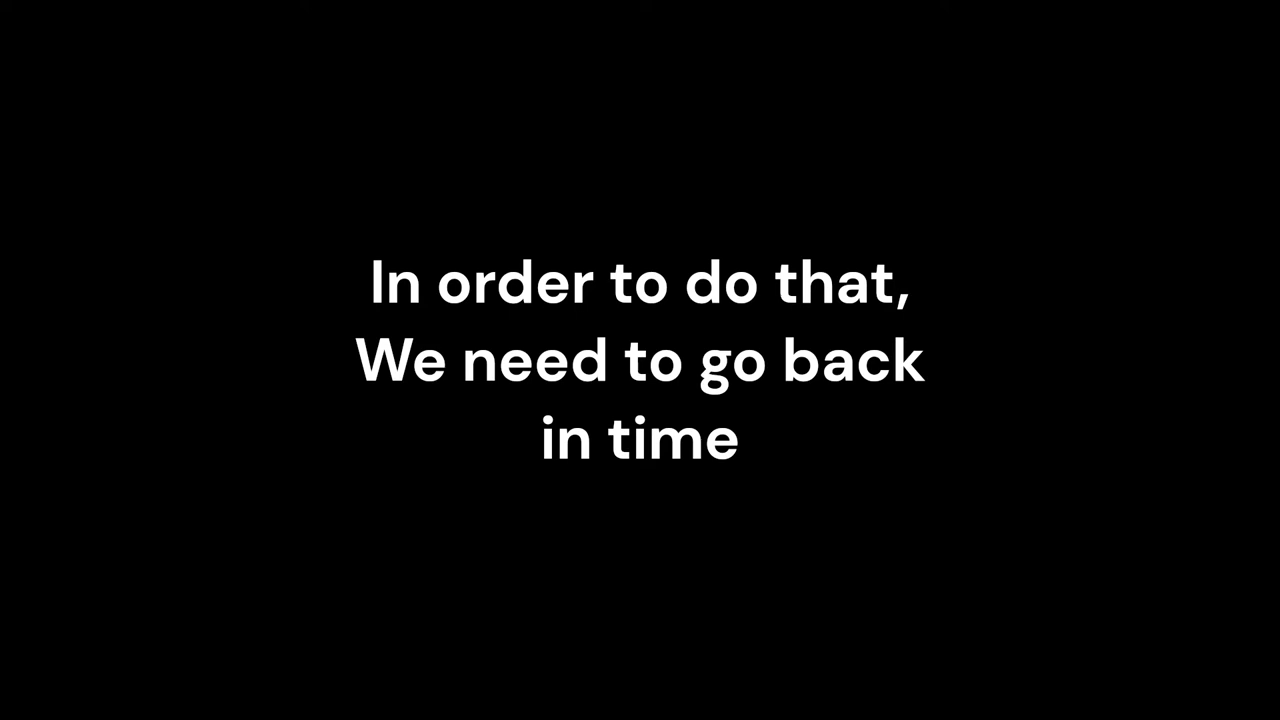 In order to do that,
We need to go back
in time